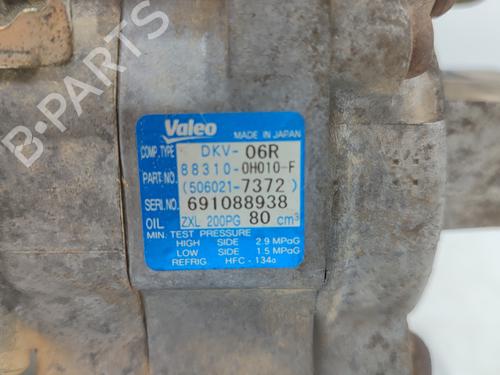 B-PARTS
Valeo
MADE IN JAPAN
COMP.TYPE DKV-06R
PART NO. 88310-0H010-F
(506021-7372)
SERI.NO. 691088938
OIL ZXL 200PG 80 cm³
MIN. TEST PRESSURE
HIGH SIDE 2.9 MPaG
LOW SIDE 1.5 MPaG
REFRIG HFC-134a